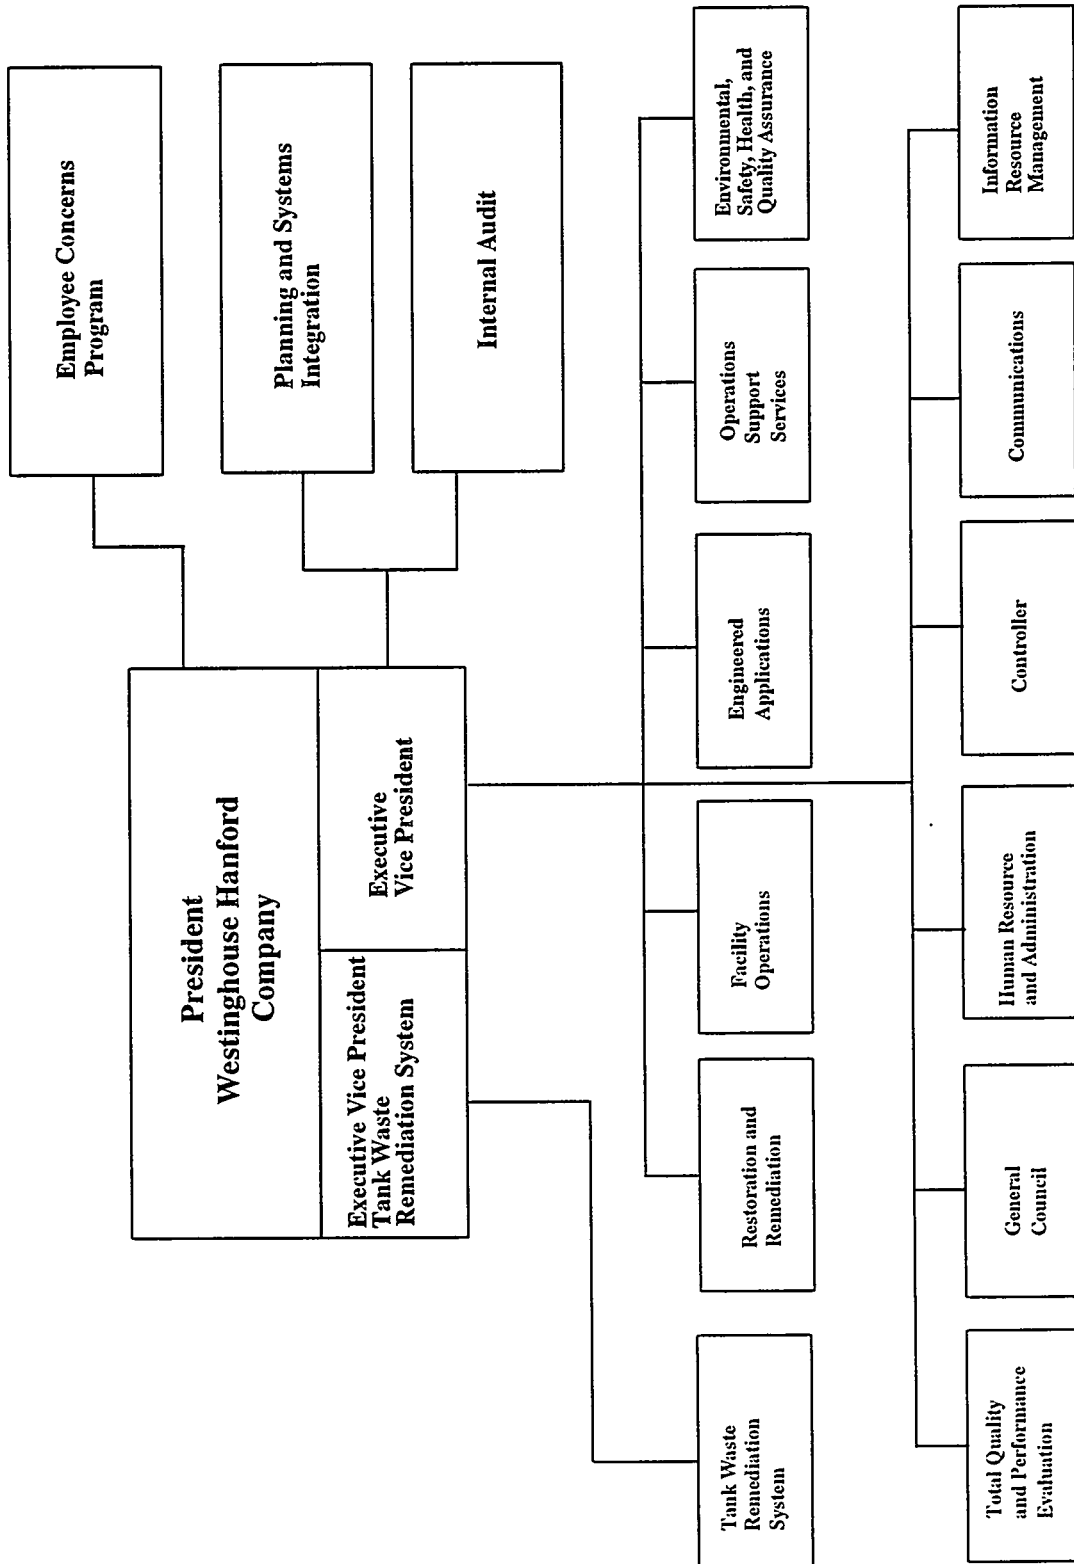 President
Westinghouse Hanford
Company
Executive Vice President
Tank Waste
Remediation System
Executive
Vice President
Employee Concerns
Program
Planning and Systems
Integration
Internal Audit
Tank Waste
Remediation
System
Restoration and
Remediation
Facility
Operations
Engineered
Applications
Operations
Support
Services
Environmental,
Safety, Health, and
Quality Assurance
Total Quality
and Performance
Evaluation
General
Council
Human Resource
and Administration
Controller
Communications
Information
Resource
Management